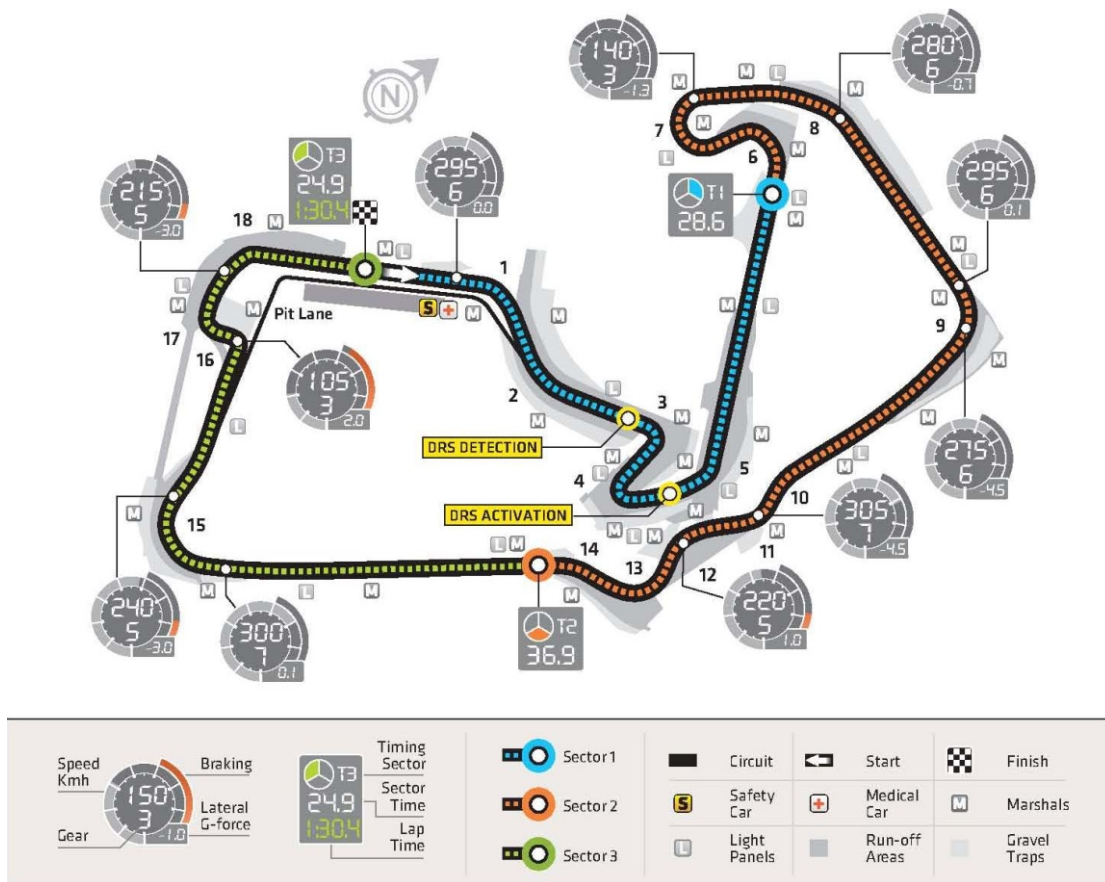 140
3
-1.3
280
6
-0.7
N
7
8
6
T3
24.9
1:30.4
295
6
0.0
215
5
-3.0
T1
28.6
295
6
0.1
18
1
9
Pit Lane
17
16
105
3
2.0
2
3
DRS DETECTION
275
6
-4.5
4
5
DRS ACTIVATION
10
305
7
-4.5
15
14
11
13
12
240
5
-3.0
300
7
0.1
T2
36.9
220
5
1.0
S
M
L
Speed
Kmh
Braking
150
3
-1.0
Gear
Lateral
G-force
T3
24.9
1:30.4
Timing
Sector
Sector
Time
Lap
Time
Sector 1
Sector 2
Sector 3
Circuit
Start
Finish
S Safety
Car
Medical
Car
M Marshals
L Light
Panels
Run-off
Areas
Gravel
Traps